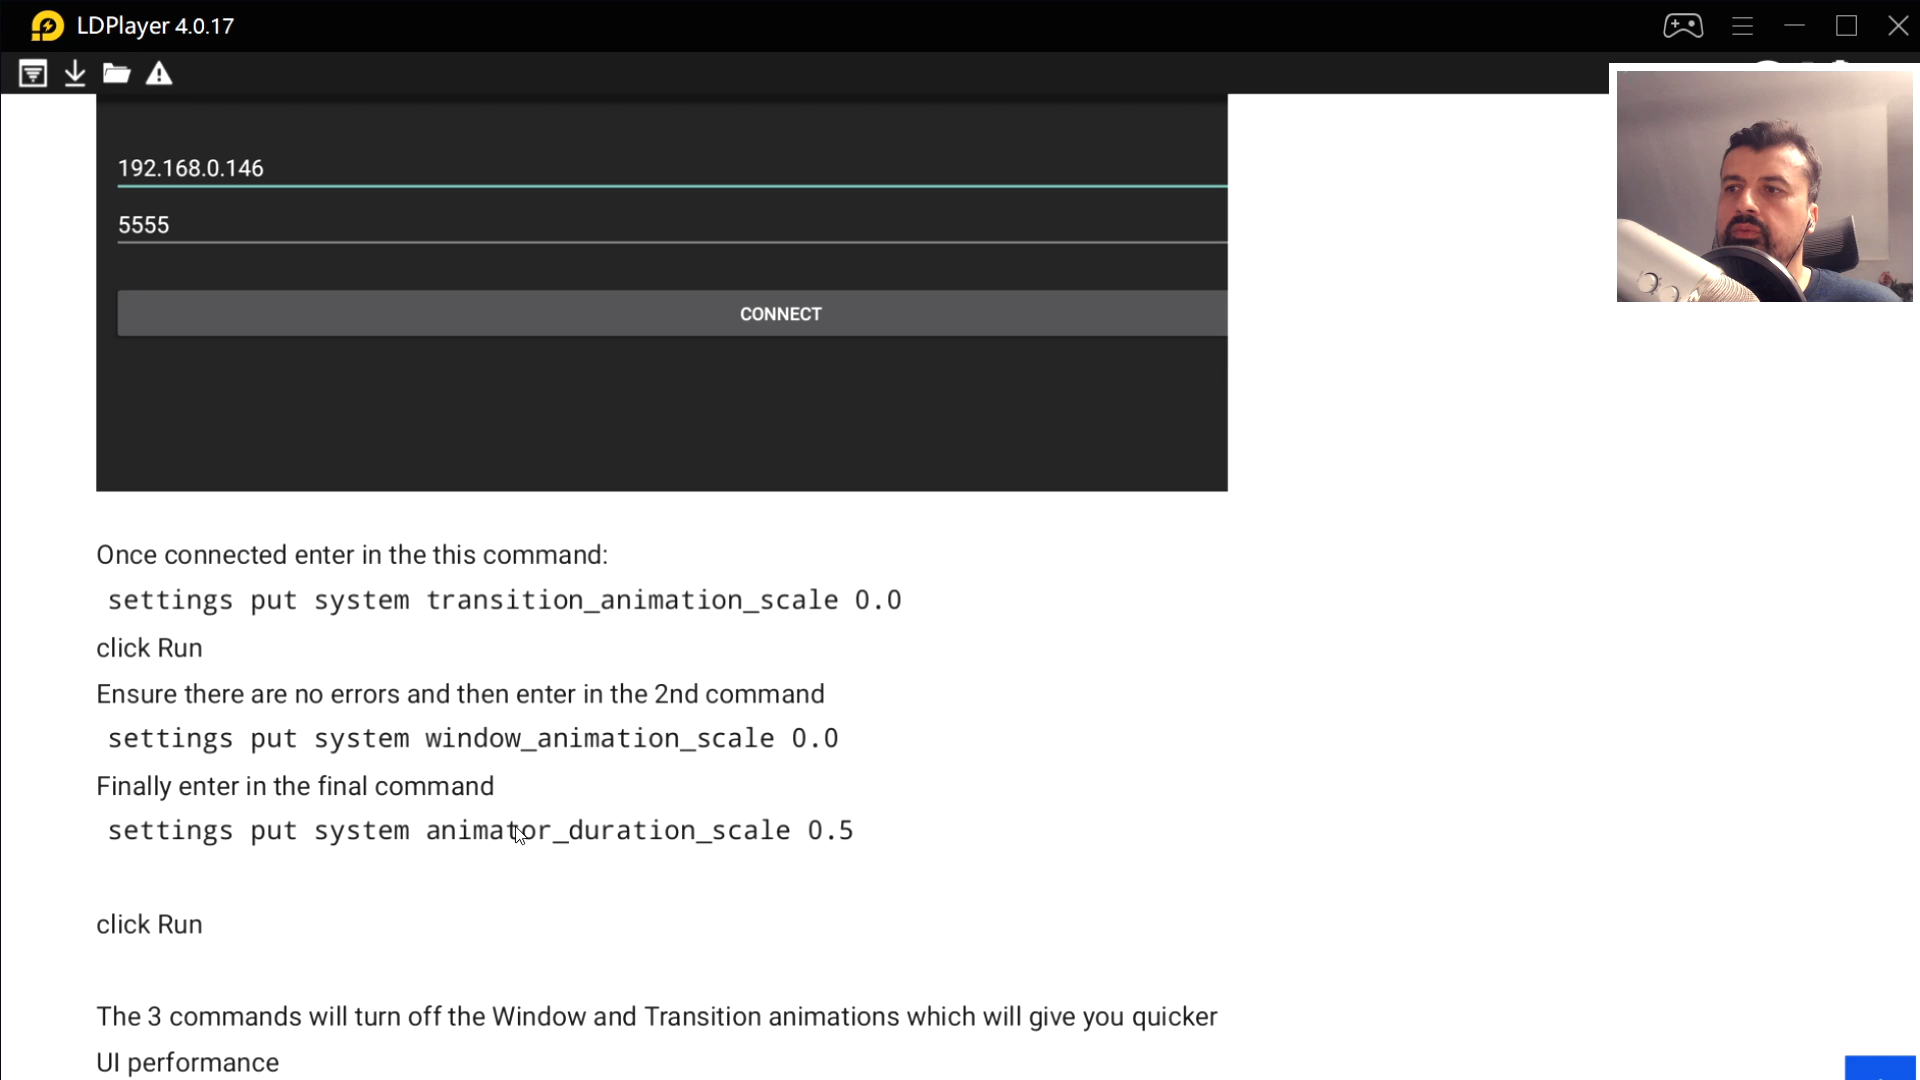 LDPlayer 4.0.17
192.168.0.146
5555
CONNECT
Once connected enter in the this command:
settings put system transition_animation_scale 0.0
click Run
Ensure there are no errors and then enter in the 2nd command
settings put system window_animation_scale 0.0
Finally enter in the final command
settings put system animator_duration_scale 0.5
click Run
The 3 commands will turn off the Window and Transition animations which will give you quicker
UI performance